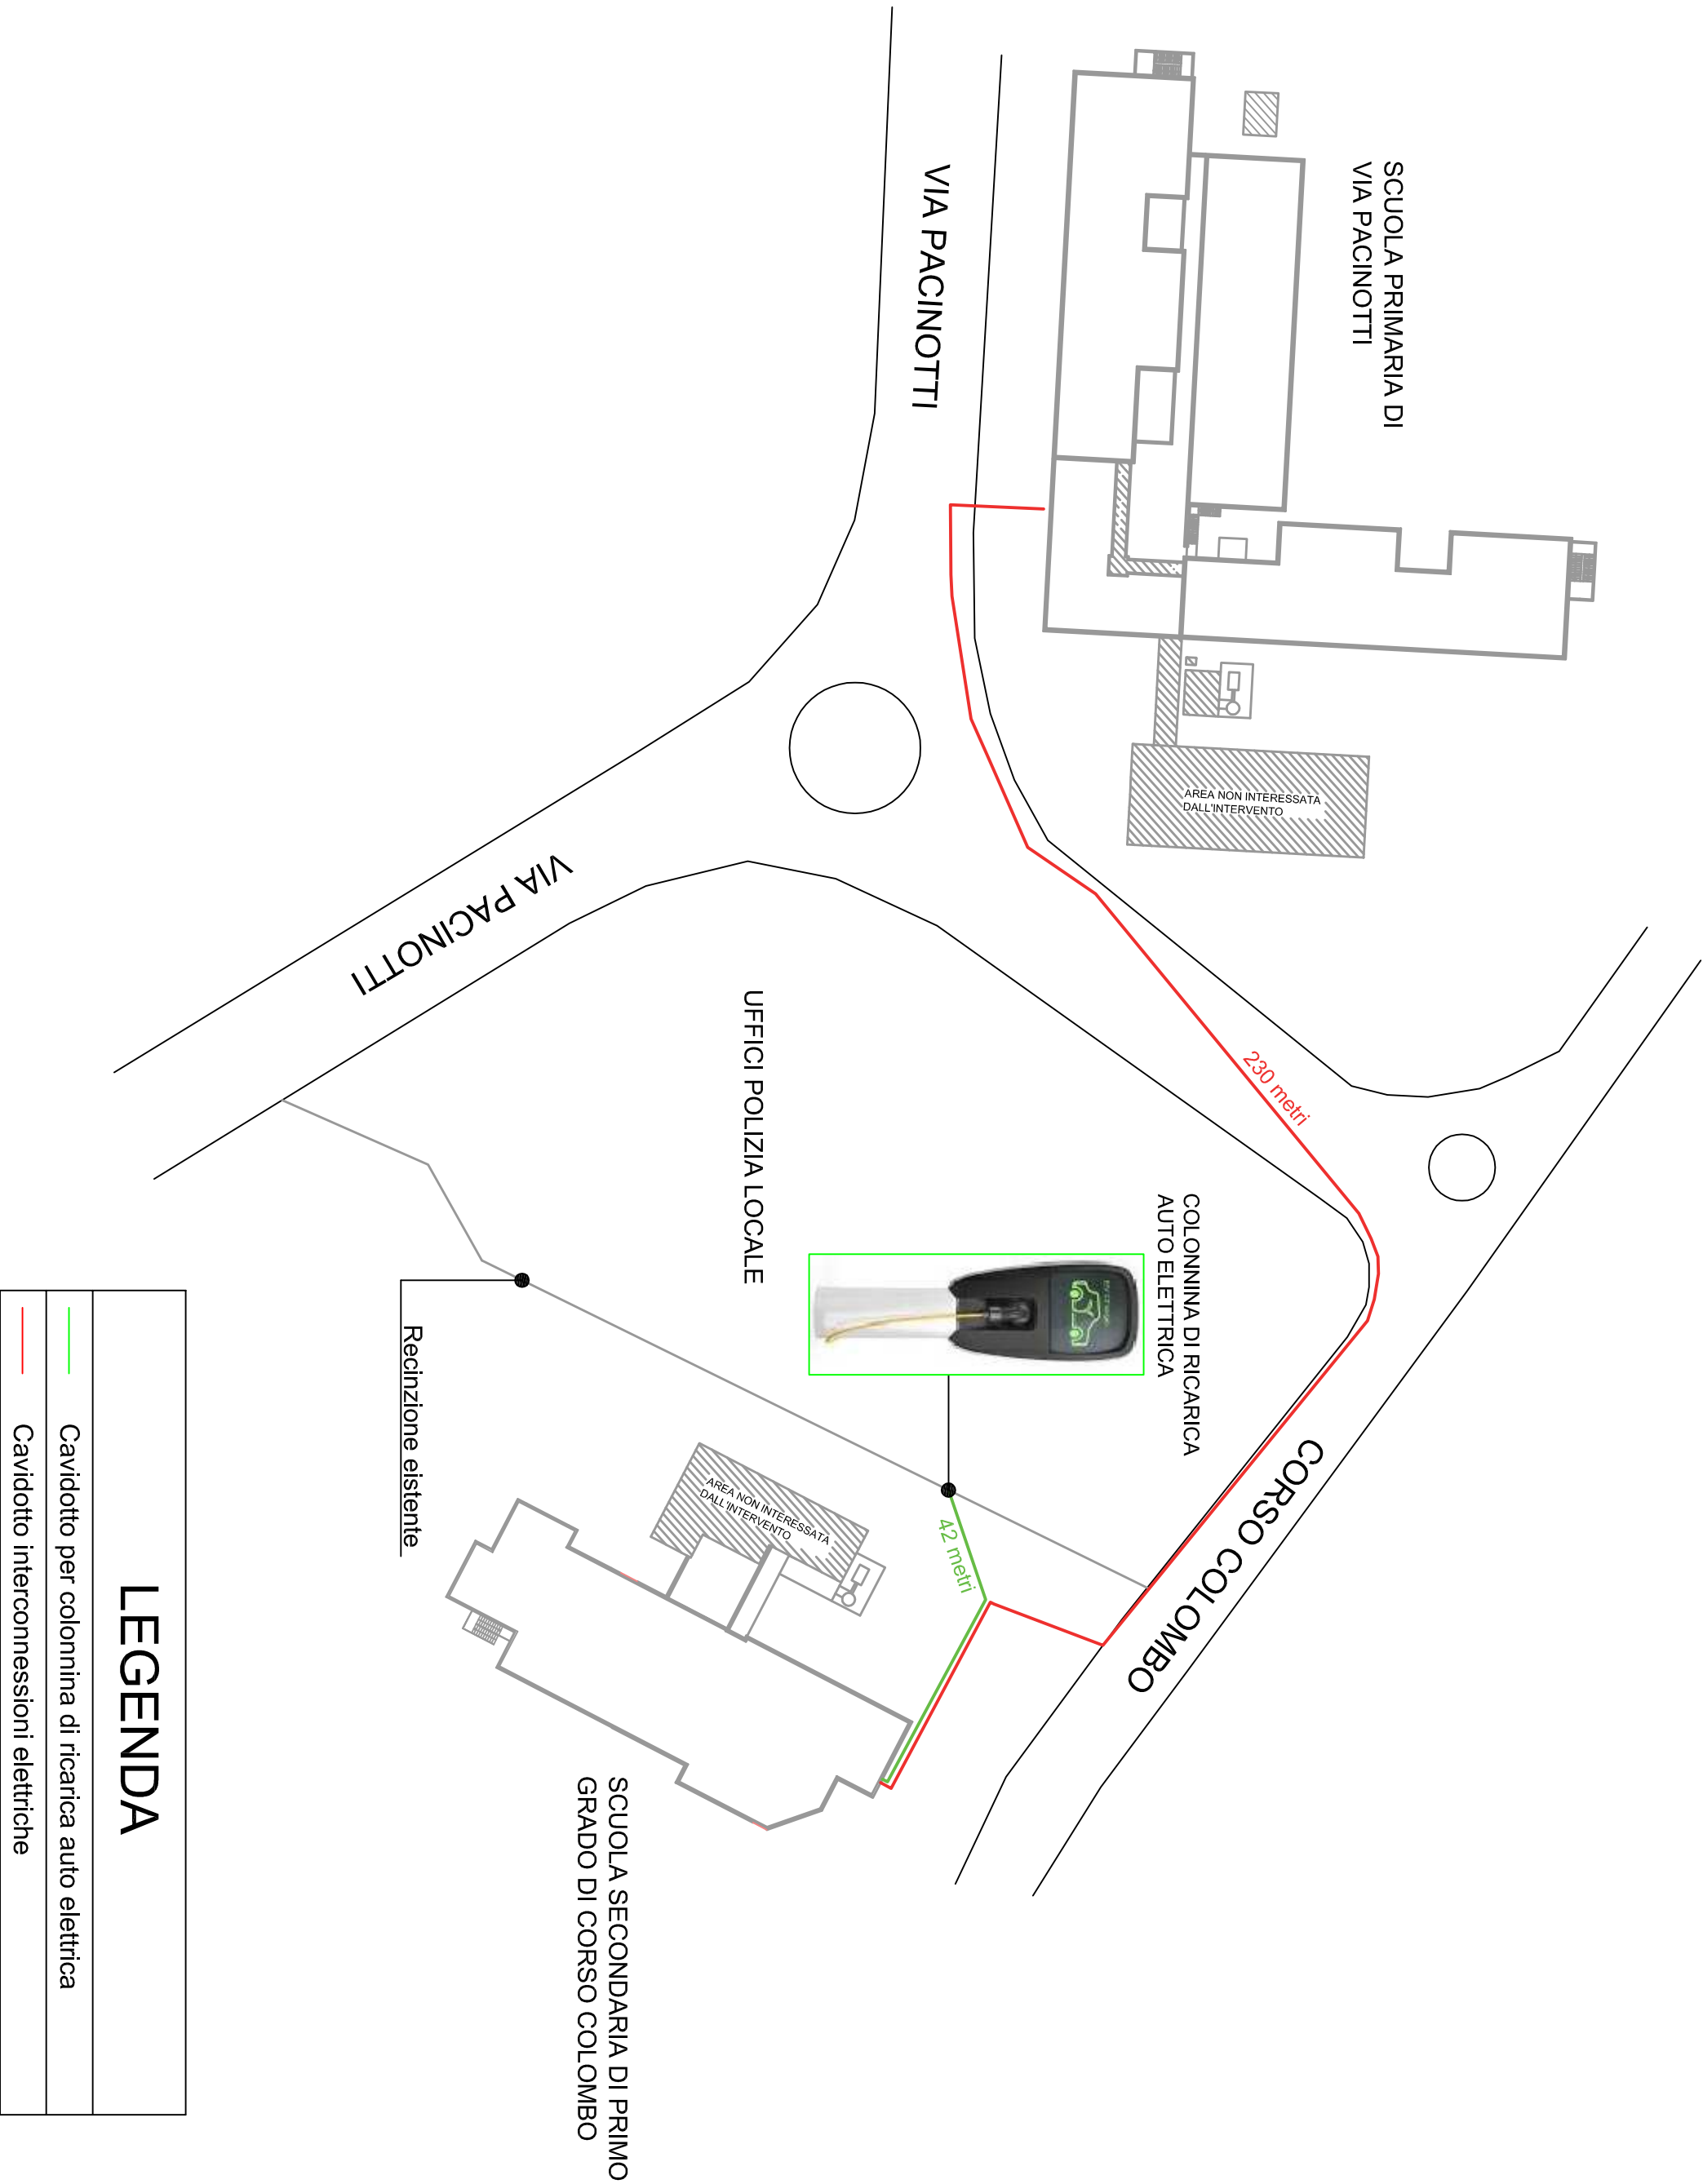 SCUOLA PRIMARIA DI
VIA PACINOTTI
VIA PACINOTTI
AREA NON INTERESSATA
DALL'INTERVENTO
VIA PACINOTTI
230 metri
UFFICI POLIZIA LOCALE
COLONNINA DI RICARICA
AUTO ELETTRICA
CORSO COLOMBO
42 metri
Recinzione eistente
AREA NON INTERESSATA
DALL'INTERVENTO
SCUOLA SECONDARIA DI PRIMO
GRADO DI CORSO COLOMBO
LEGENDA
Cavidotto per colonnina di ricarica auto elettrica
Cavidotto interconnessioni elettriche